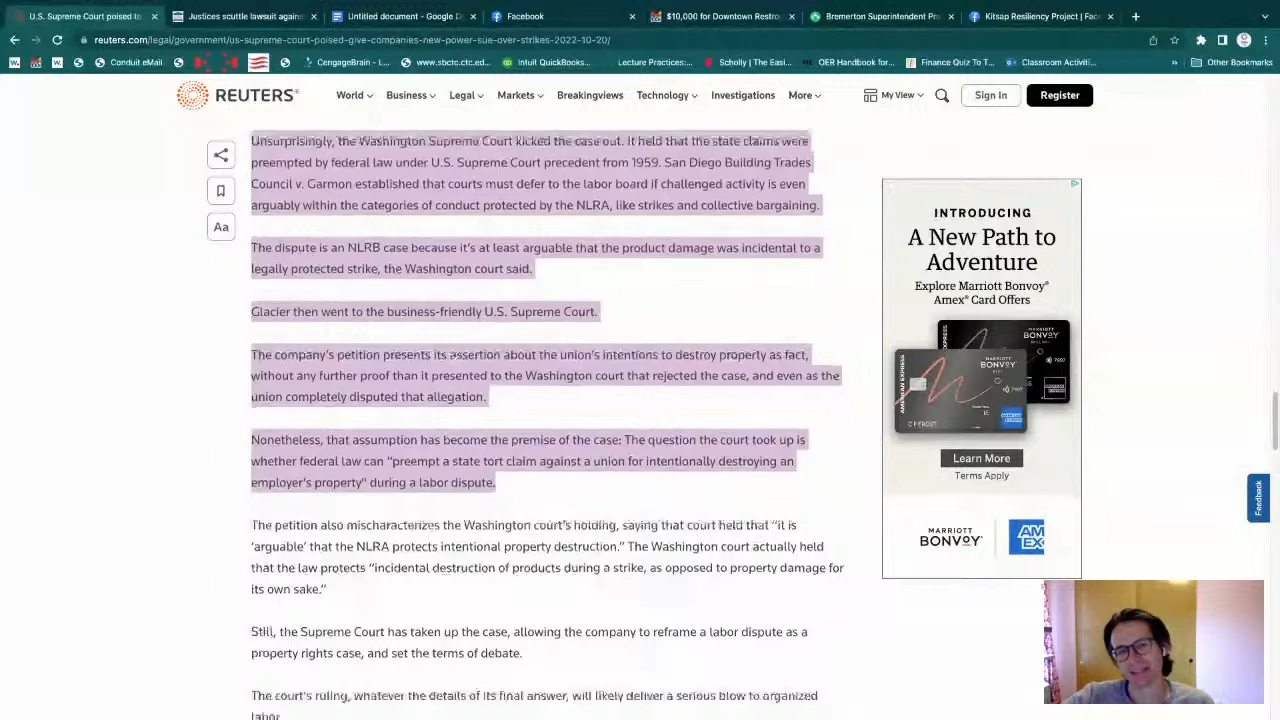 U.S. Supreme Court poised to
Justices scuttle lawsuit against
Untitled document - Google D
Facebook
$10,000 for Downtown Restro
Bremerton Superintendent Pr
Kitsap Resiliency Project | Fac
reuters.com/legal/government/us-supreme-court-poised-give-companies-new-power-sue-over-strikes-2022-10-20/
Conduit eMail
CengageBrain - L...
www.sbctc.ctc.ed...
Intuit QuickBooks...
Lecture Practices:...
Scholly | The Schol...
OER Handbook for...
Finance Quiz To T...
Classroom Activiti...
»
Other Bookmarks
REUTERS®
World
Business
Legal
Markets
Breakingviews
Technology
Investigations
More
My View
Sign In
Register
Aa
Unsurprisingly, the Washington Supreme Court kicked the case out. It held that the state claims were
preempted by federal law under U.S. Supreme Court precedent from 1959. San Diego Building Trades
Council v. Garmon established that courts must defer to the labor board if challenged activity is even
arguably within the categories of conduct protected by the NLRA, like strikes and collective bargaining.
The dispute is an NLRB case because it's at least arguable that the product damage was incidental to a
legally protected strike, the Washington court said.
Glacier then went to the business-friendly U.S. Supreme Court.
The company's petition presents its assertion about the union's intentions to destroy property as fact,
without any further proof than it presented to the Washington court that rejected the case, and even as the
union completely disputed that allegation.
Nonetheless, that assumption has become the premise of the case: The question the court took up is
whether federal law can "preempt a state tort claim against a union for intentionally destroying an
employer's property" during a labor dispute.
The petition also mischaracterizes the Washington court's holding, saying that court held that "it is
'arguable' that the NLRA protects intentional property destruction." The Washington court actually held
that the law protects "incidental destruction of products during a strike, as opposed to property damage for
its own sake."
Still, the Supreme Court has taken up the case, allowing the company to reframe a labor dispute as a
property rights case, and set the terms of debate.
The court's ruling, whatever the details of its final answer, will likely deliver a serious blow to organized
labor.
INTRODUCING
A New Path to
Adventure
Explore Marriott Bonvoy®
Amex® Card Offers
MARRIOTT
BONVOY
AMERICAN EXPRESS
MARRIOTT
BONVOY
C F FROST
Learn More
Terms Apply
MARRIOTT
BONVOY
AM
EX
Feedback